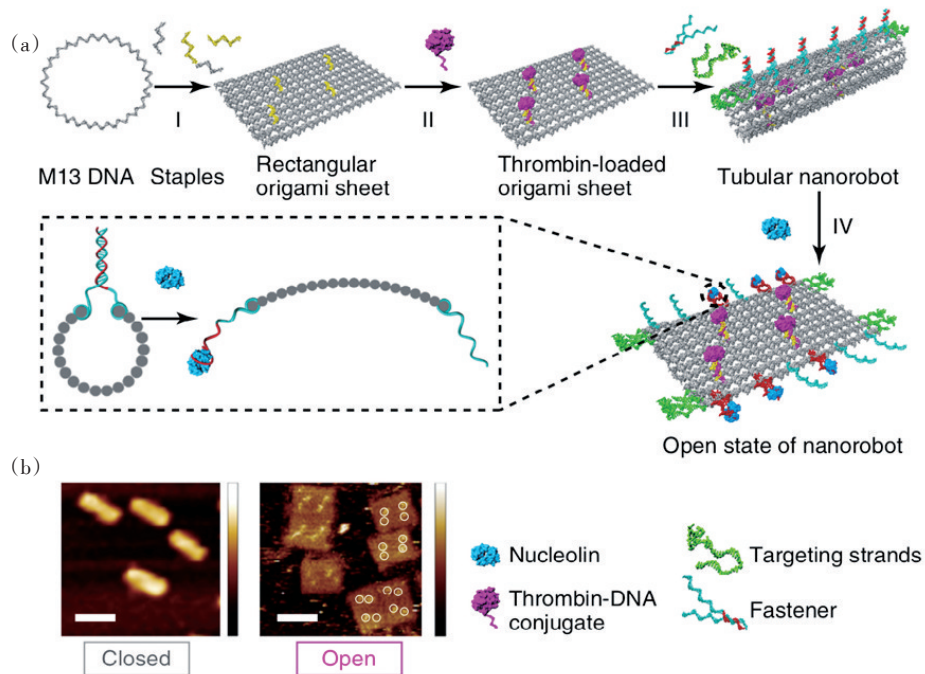 (a)
I
II
III
M13 DNA Staples
Rectangular
origami sheet
Thrombin-loaded
origami sheet
Tubular nanorobot
IV
Open state of nanorobot
(b)
Closed
Open
Nucleolin
Thrombin-DNA
conjugate
Targeting strands
Fastener